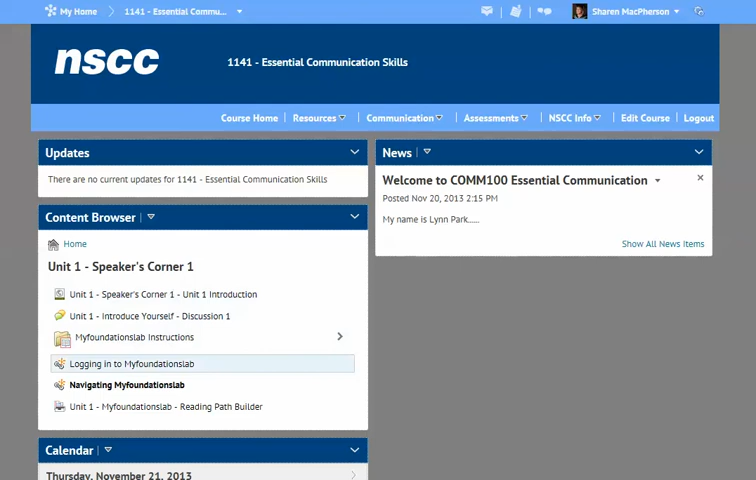 My Home
1141 - Essential Commu...
Sharen MacPherson
nscc
1141 - Essential Communication Skills
Course Home
Resources
Communication
Assessments
NSCC Info
Edit Course
Logout
Updates
There are no current updates for 1141 - Essential Communication Skills
Content Browser
Home
Unit 1 - Speaker's Corner 1
Unit 1 - Speaker's Corner 1 - Unit 1 Introduction
Unit 1 - Introduce Yourself - Discussion 1
Myfoundationslab Instructions
Logging in to Myfoundationslab
Navigating Myfoundationslab
Unit 1 - Myfoundationslab - Reading Path Builder
Calendar
Thursday, November 21, 2013
News
Welcome to COMM100 Essential Communication
Posted Nov 20, 2013 2:15 PM
My name is Lynn Park.....
Show All News Items